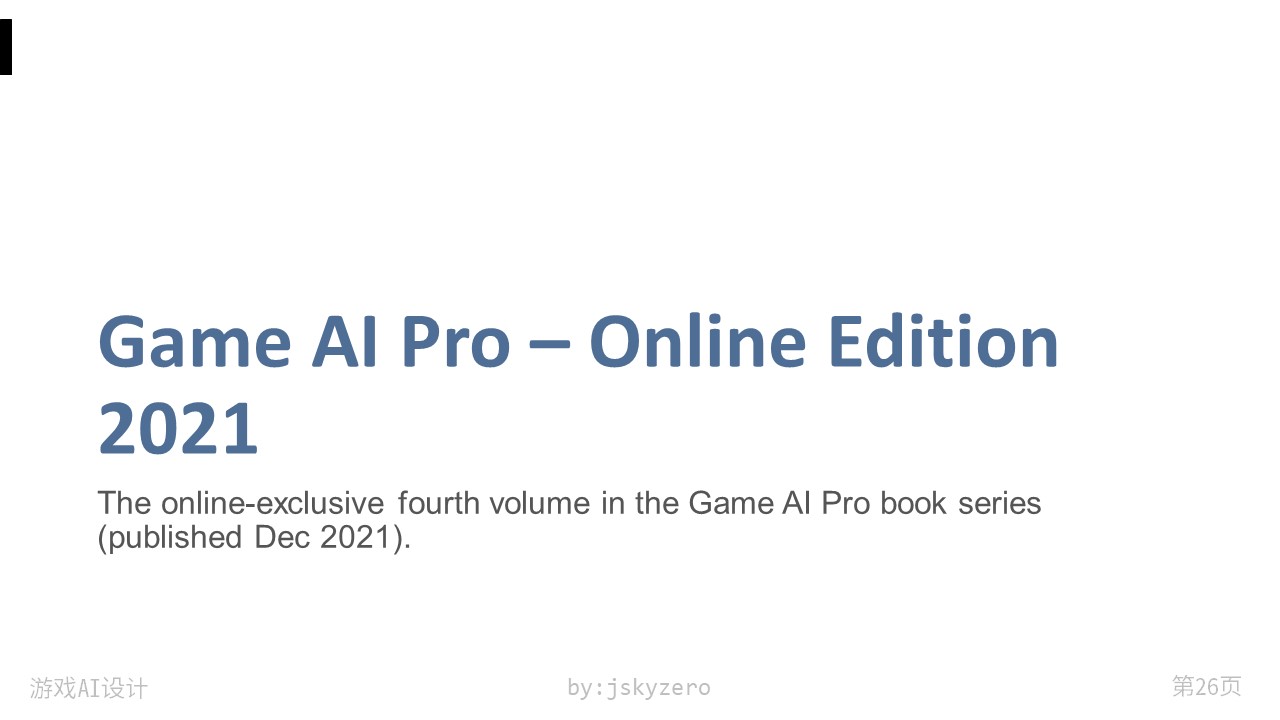 Game AI Pro – Online Edition
2021
The online-exclusive fourth volume in the Game AI Pro book series
(published Dec 2021).
游戏AI设计
by:jskyzero
第26页